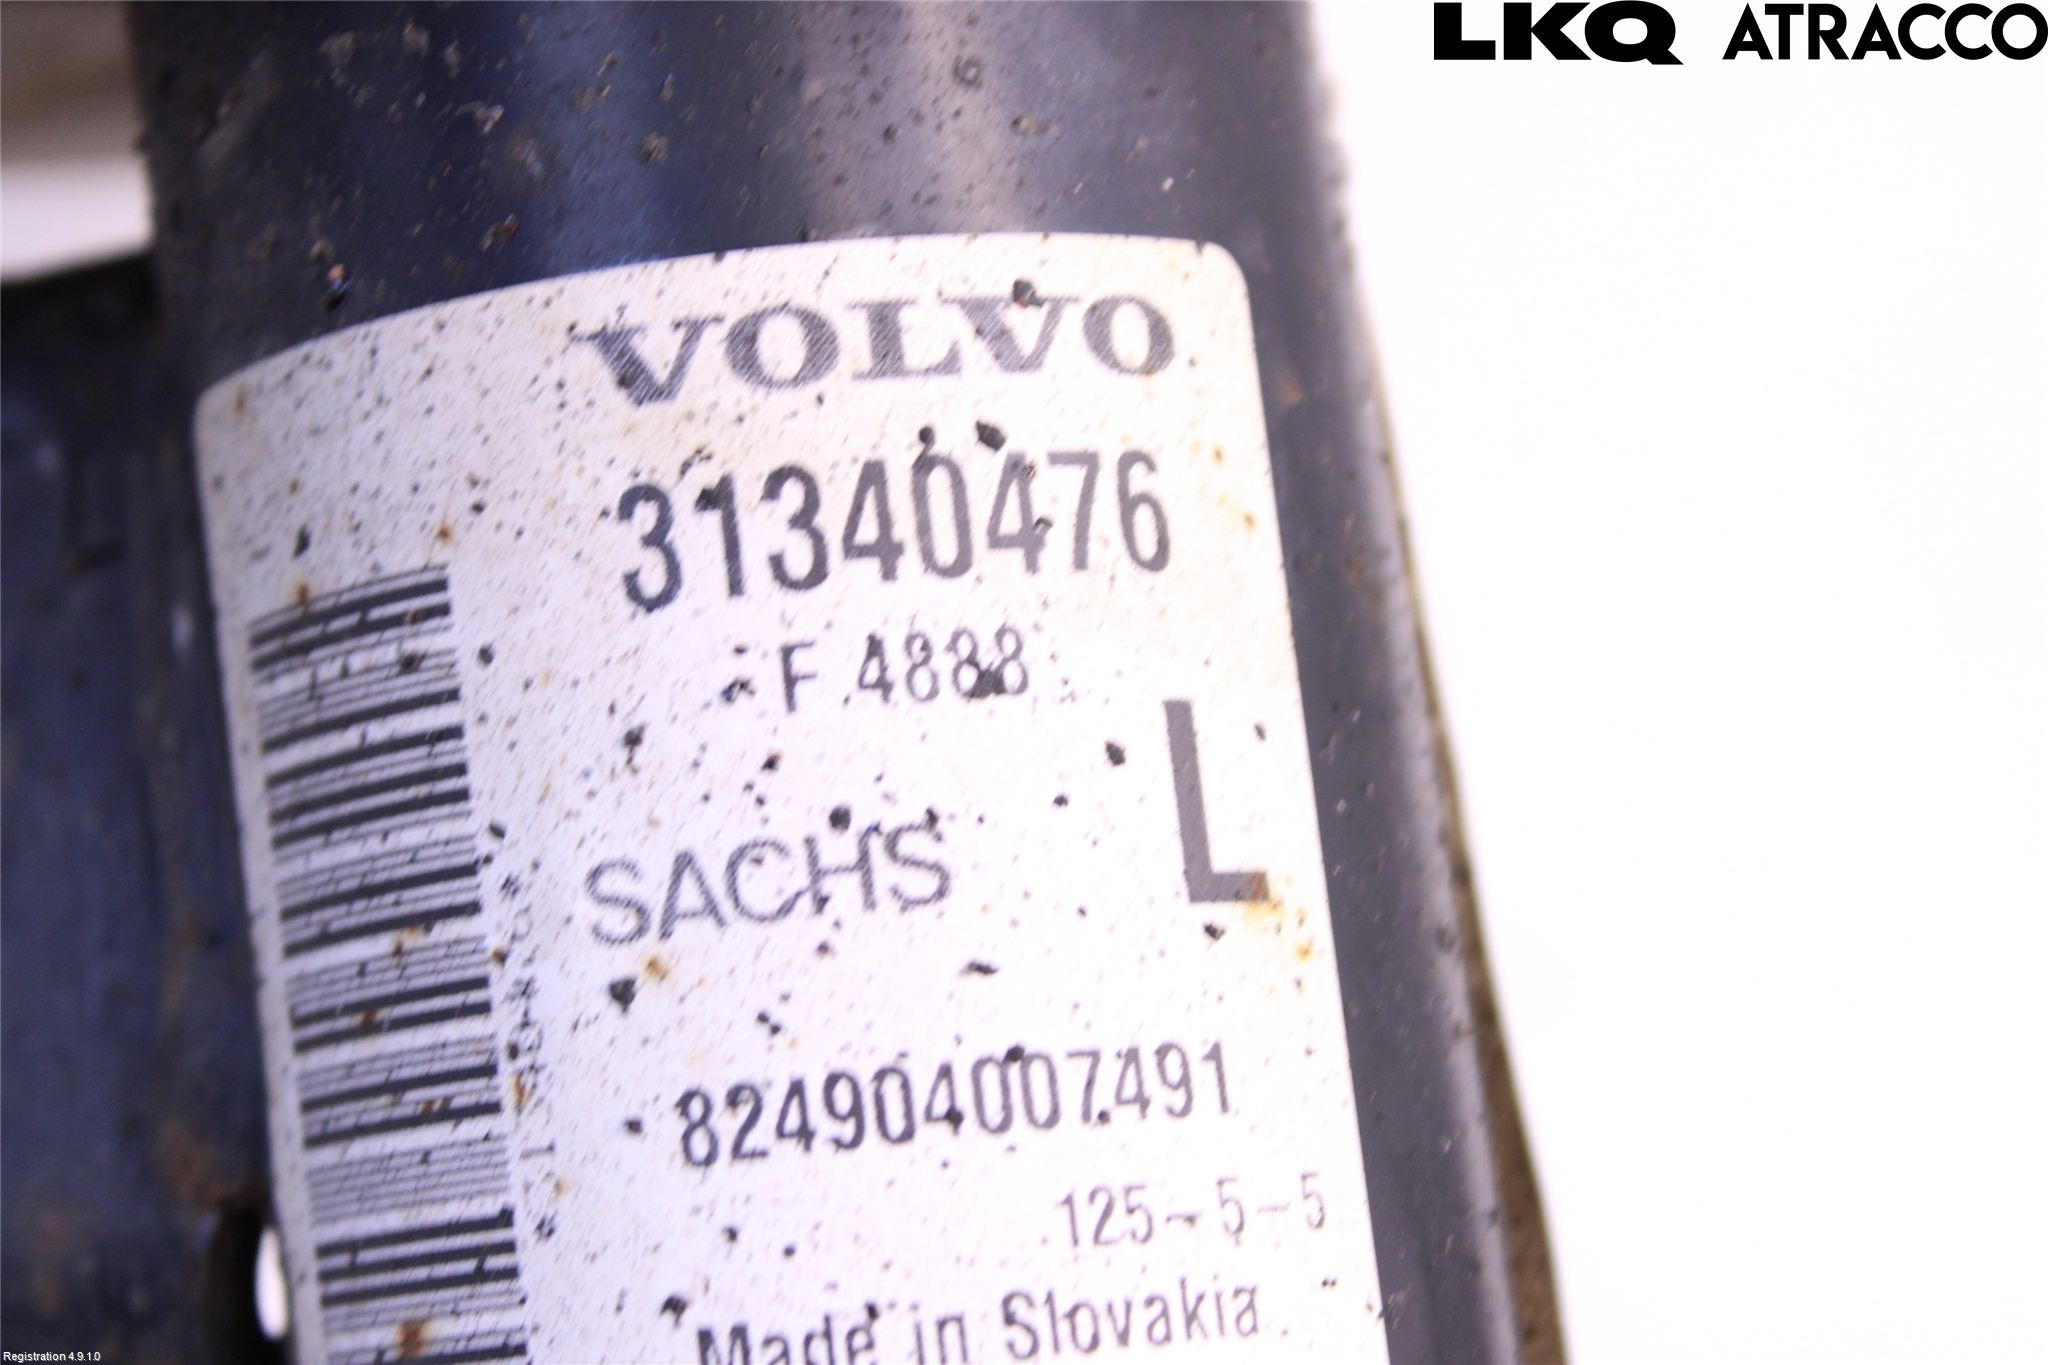 LKQ ATRACCO
VOLVO
31340476
F 4888
L
SACHS
824904007491
125-5-5
Made in Slovakia
Registration 4.9.1.0